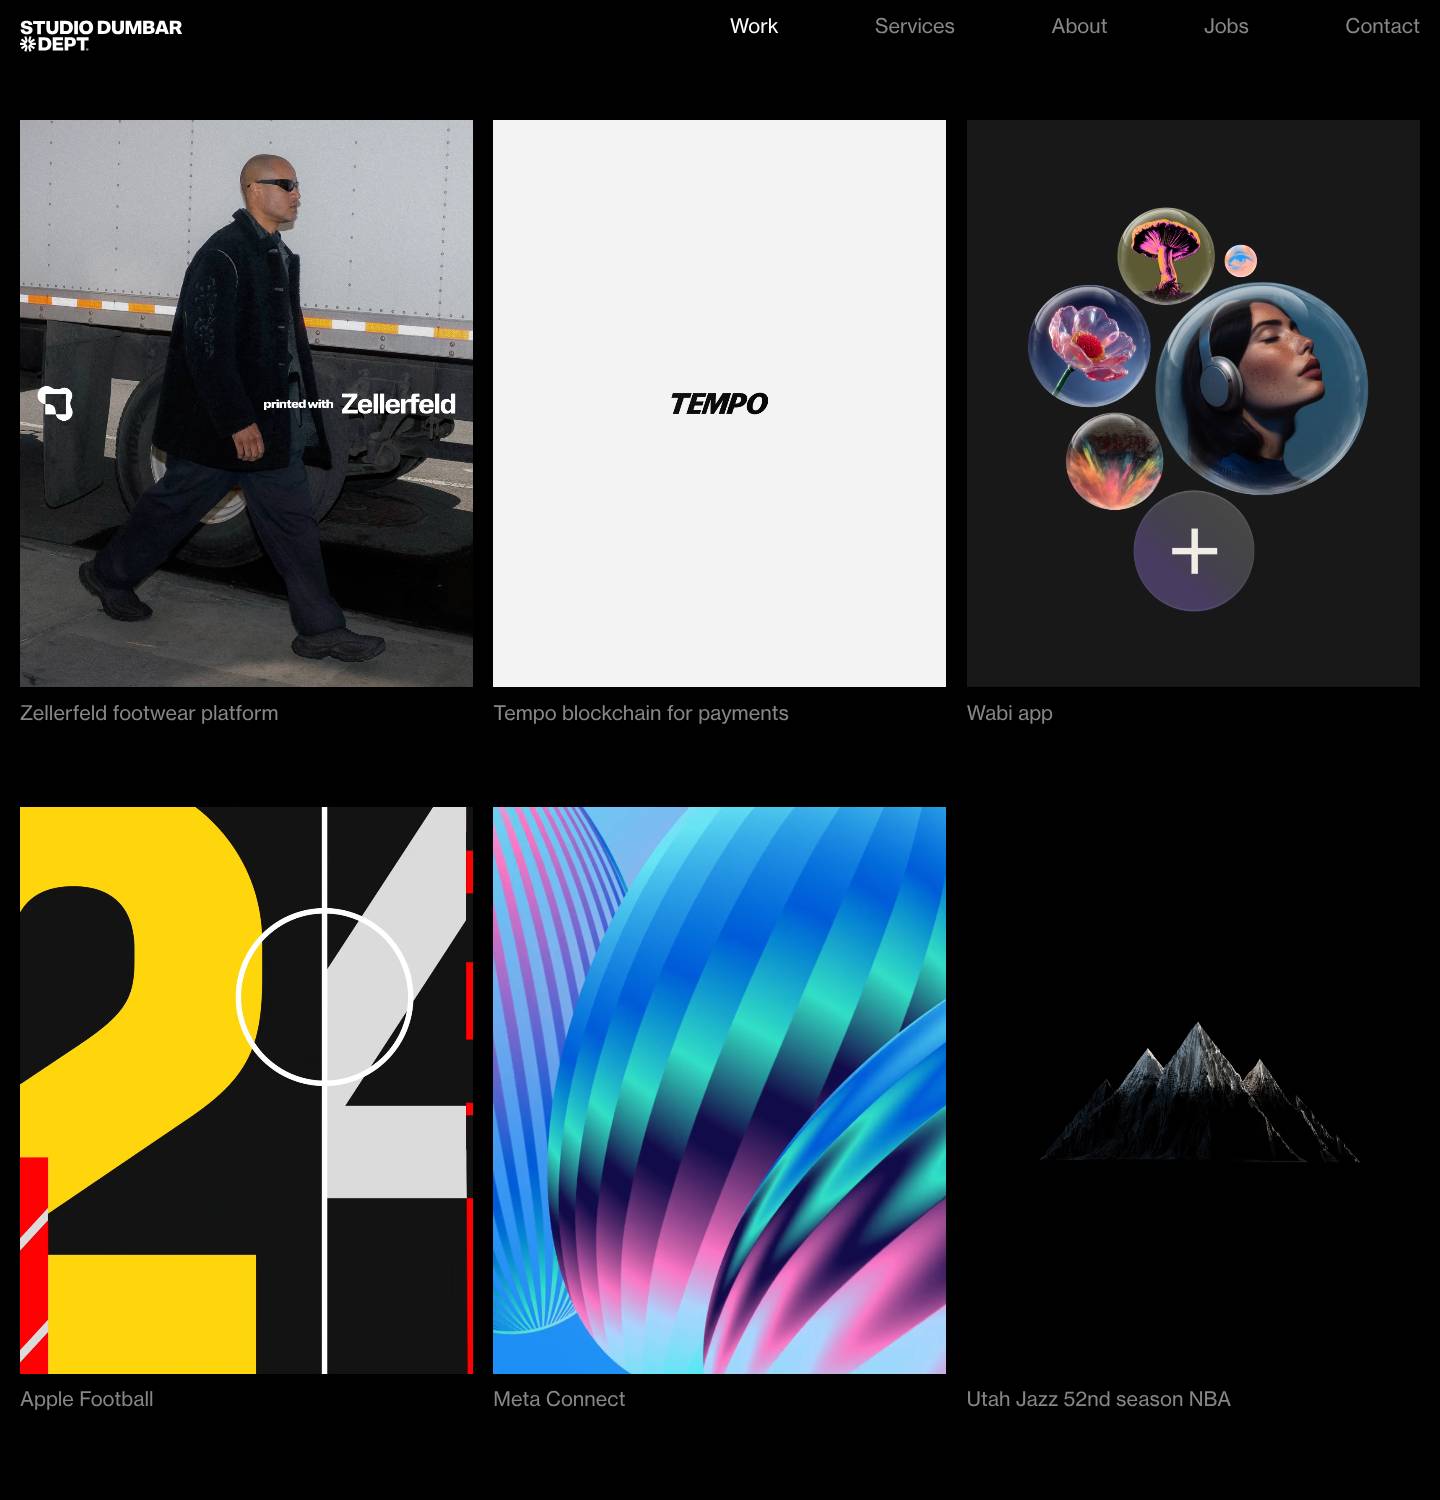 STUDIO DUMBAR
DEPT
Work
Services
About
Jobs
Contact
printed with Zellerfeld
TEMPO
Zellerfeld footwear platform
Tempo blockchain for payments
Wabi app
24
Apple Football
Meta Connect
Utah Jazz 52nd season NBA